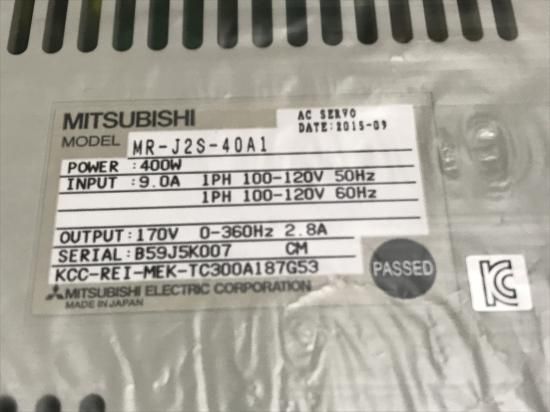 MITSUBISHI
AC SERVO
DATE:2015-09
MODEL MR-J2S-40A1
POWER :400W
INPUT :9.0A 1PH 100-120V 50Hz
1PH 100-120V 60Hz
OUTPUT:170V 0-360Hz 2.8A
SERIAL:B59J5K007 CM
KCC-REI-MEK-TC300A187G53
PASSED
MITSUBISHI ELECTRIC CORPORATION
MADE IN JAPAN